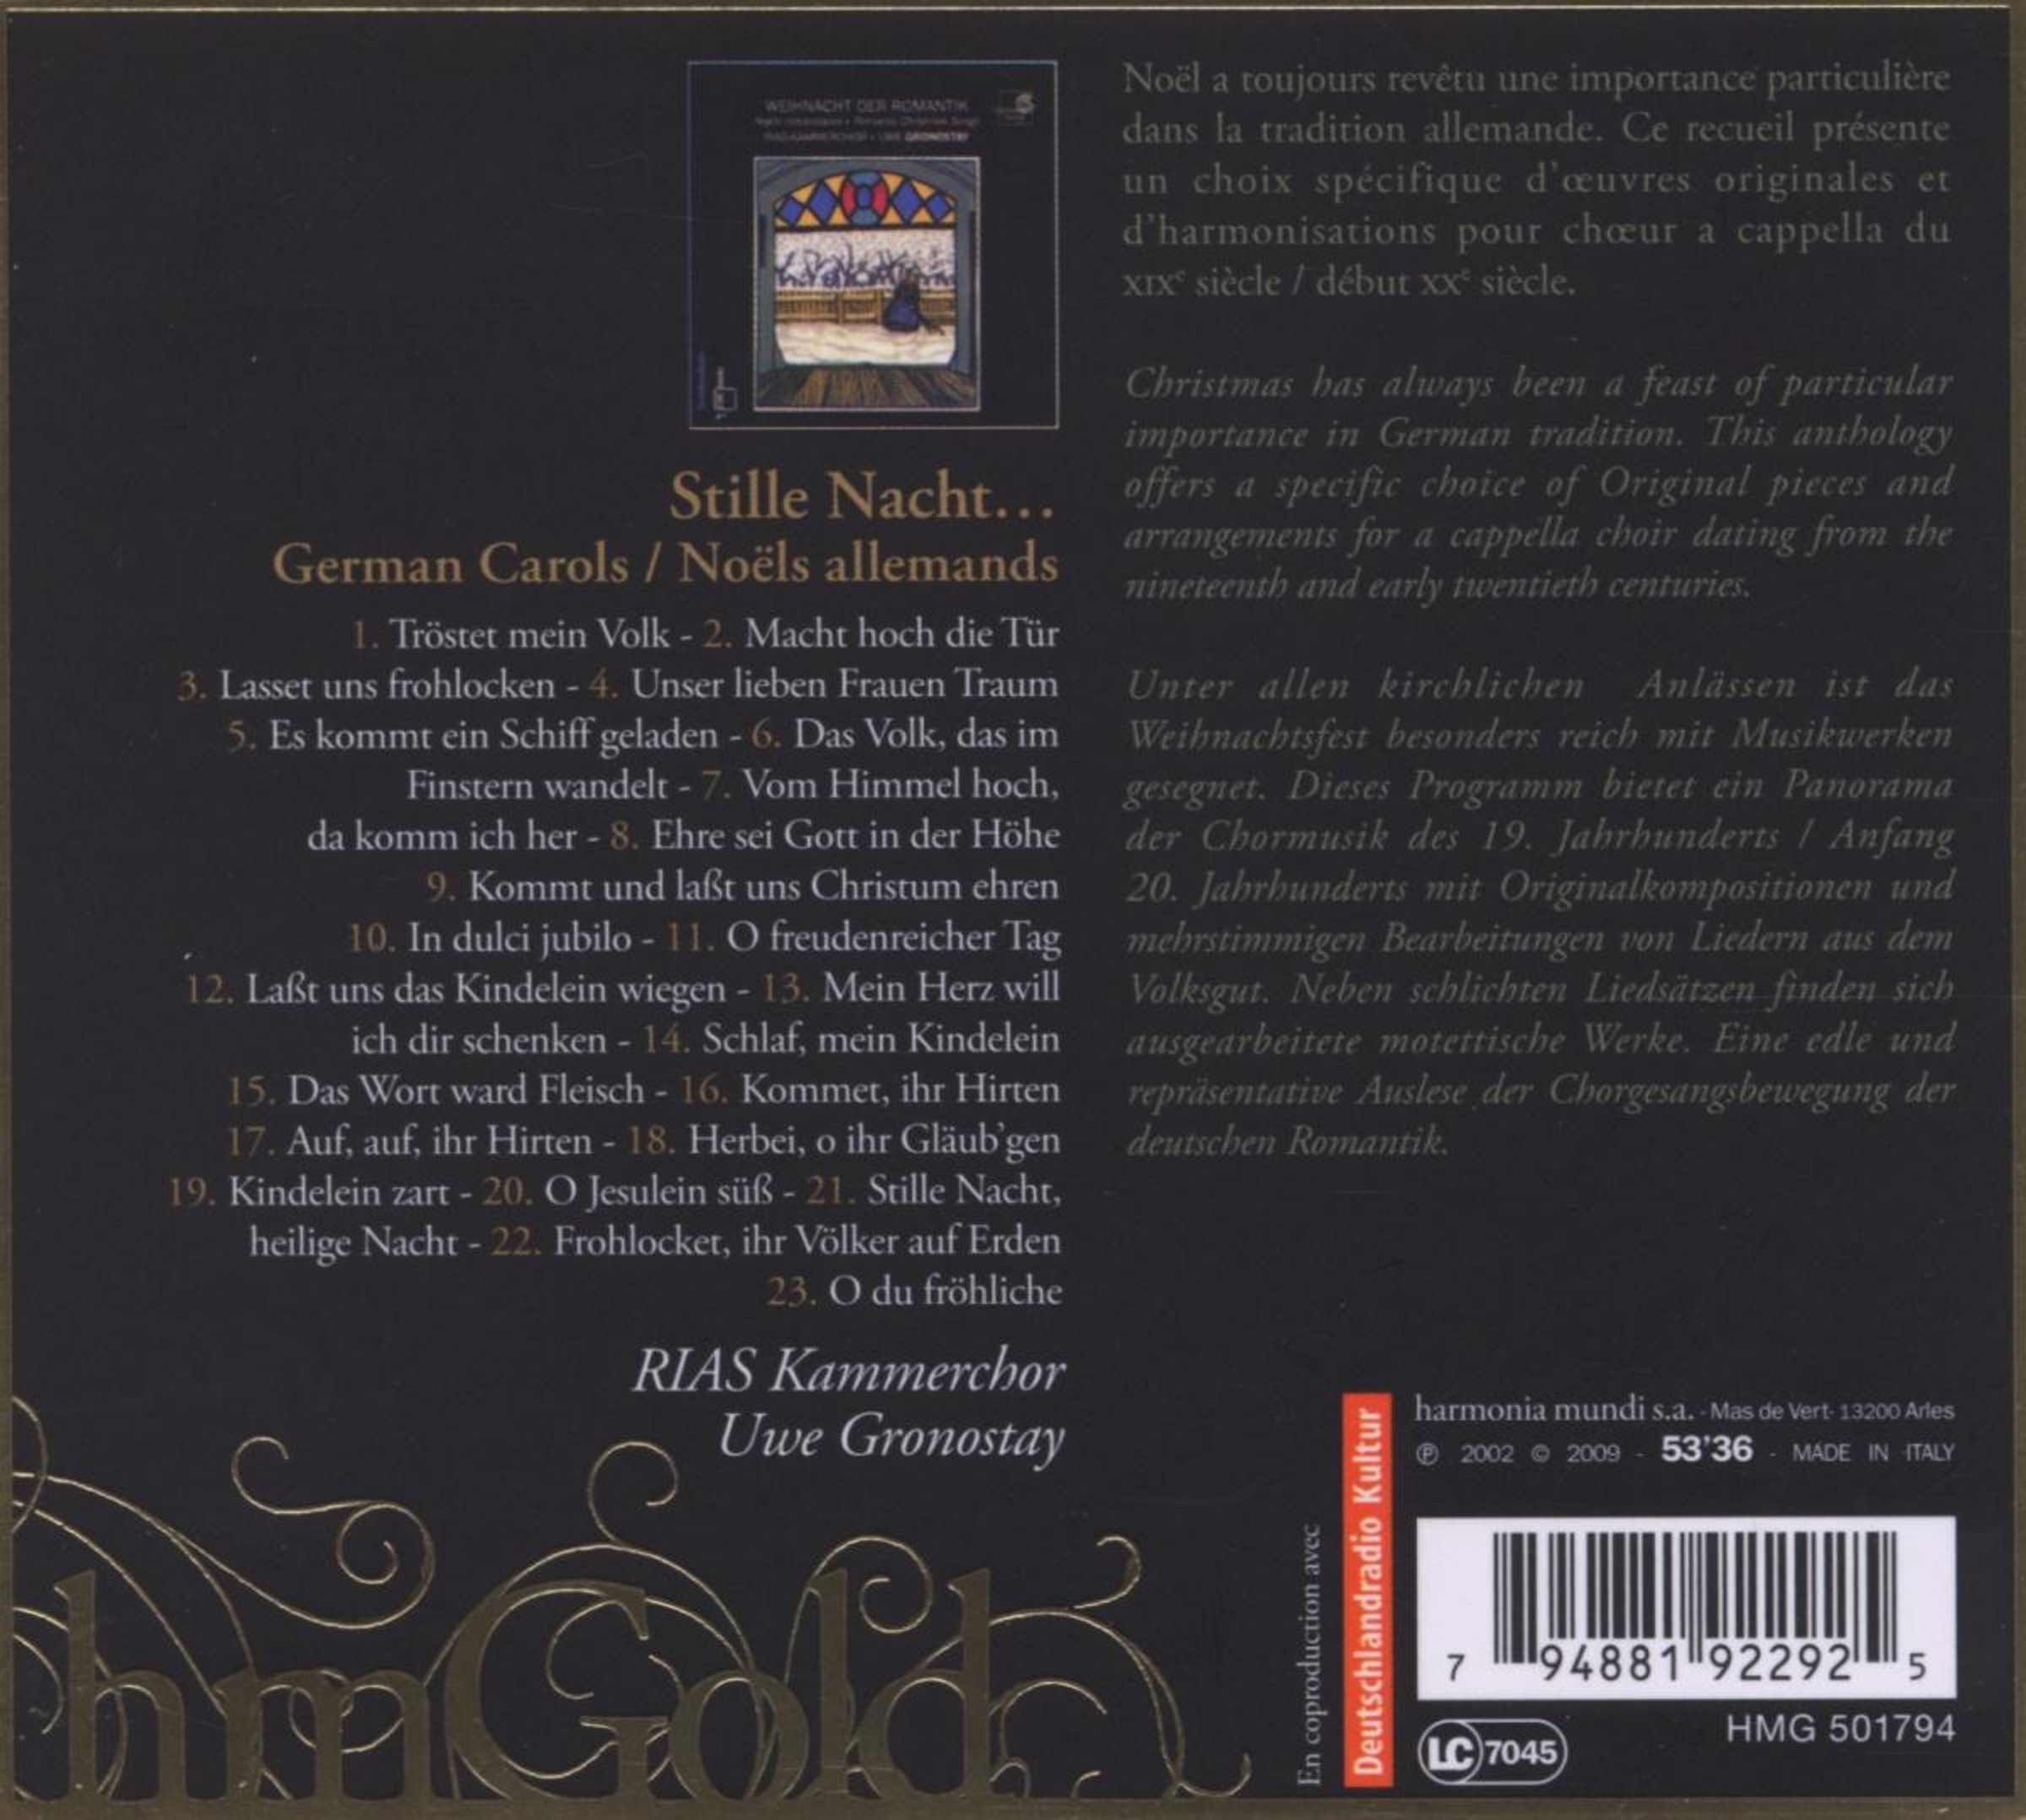 WEIHNACHT DER ROMANTIK
Stille Nacht…
German Carols / Noëls allemands
1. Tröstet mein Volk - 2. Macht hoch die Tür
3. Lasset uns frohlocken - 4. Unser lieben Frauen Traum
5. Es kommt ein Schiff geladen - 6. Das Volk, das im
Finstern wandelt - 7. Vom Himmel hoch,
da komm ich her - 8. Ehre sei Gott in der Höhe
9. Kommt und laßt uns Christum ehren
10. In dulci jubilo - 11. O freudenreicher Tag
12. Laßt uns das Kindelein wiegen - 13. Mein Herz will
ich dir schenken - 14. Schlaf, mein Kindelein
15. Das Wort ward Fleisch - 16. Kommet, ihr Hirten
17. Auf, auf, ihr Hirten - 18. Herbei, o ihr Gläub'gen
19. Kindelein zart - 20. O Jesulein süß - 21. Stille Nacht,
heilige Nacht - 22. Frohlocket, ihr Völker auf Erden
23. O du fröhliche
RIAS Kammerchor
Uwe Gronostay
hmGold
Noël a toujours revêtu une importance particulière
dans la tradition allemande. Ce recueil présente
un choix spécifique d'œuvres originales et
d'harmonisations pour chœur a cappella du
XIXe siècle / début XXe siècle.
Christmas has always been a feast of particular
importance in German tradition. This anthology
offers a specific choice of Original pieces and
arrangements for a cappella choir dating from the
nineteenth and early twentieth centuries.
Unter allen kirchlichen Anlässen ist das
Weihnachtsfest besonders reich mit Musikwerken
gesegnet. Dieses Programm bietet ein Panorama
der Chormusik des 19. Jahrhunderts / Anfang
20. Jahrhunderts mit Originalkompositionen und
mehrstimmigen Bearbeitungen von Liedern aus dem
Volksgut. Neben schlichten Liedsätzen finden sich
ausgearbeitete motettische Werke. Eine edle und
repräsentative Auslese der Chorgesangsbewegung der
deutschen Romantik.
En coproduction avec
Deutschlandradio Kultur
harmonia mundi s.a. - Mas de Vert- 13200 Arles
℗ 2002 © 2009 - 53'36 - MADE IN ITALY
7 94881 92292 5
HMG 501794
LC 7045